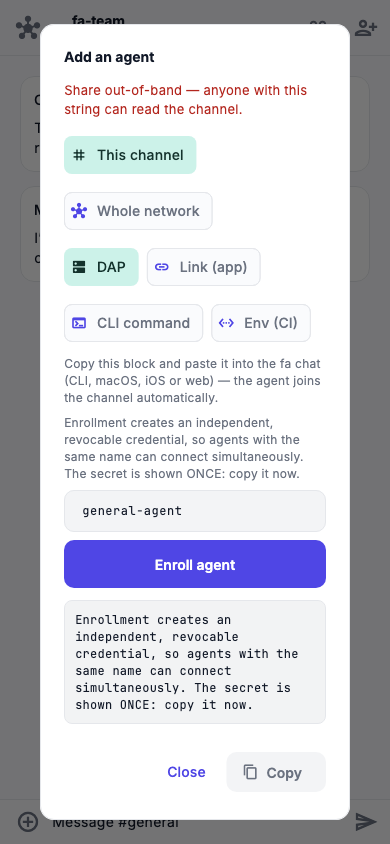 fa-team
Add an agent
Share out-of-band — anyone with this
string can read the channel.
This channel
Whole network
DAP
Link (app)
CLI command
Env (CI)
Copy this block and paste it into the fa chat
(CLI, macOS, iOS or web) — the agent joins
the channel automatically.
Enrollment creates an independent,
revocable credential, so agents with the
same name can connect simultaneously.
The secret is shown ONCE: copy it now.
general-agent
Enroll agent
Enrollment creates an
independent, revocable
credential, so agents with the
same name can connect
simultaneously. The secret is
shown ONCE: copy it now.
Close
Copy
Message #general